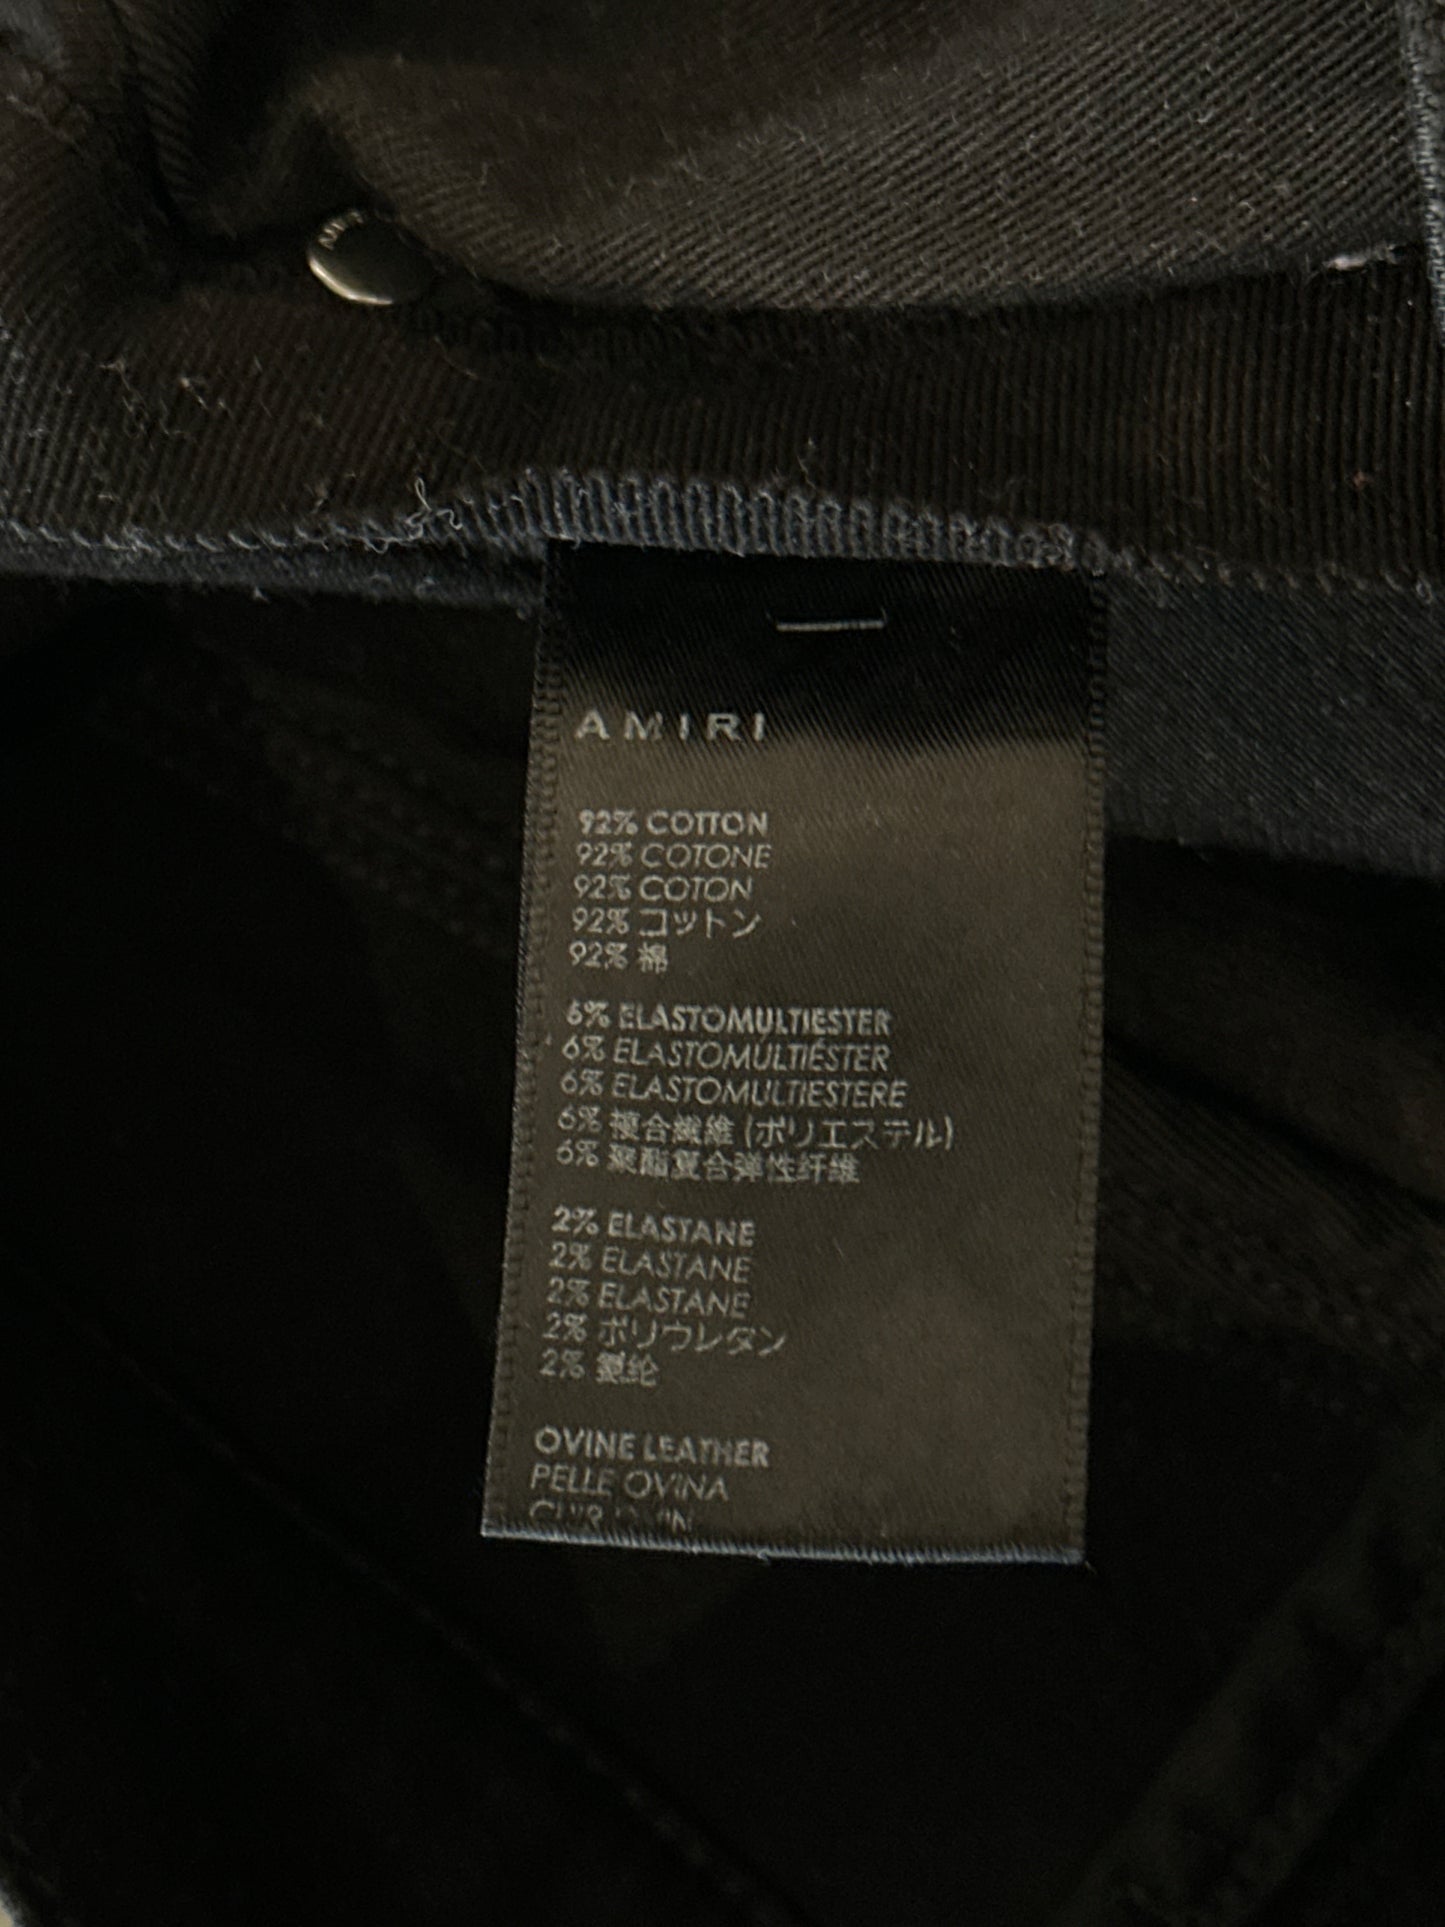 AMIRI
92% COTTON
92% COTONE
92% COTON
92% コットン
92% 棉
6% ELASTOMULTIESTER
6% ELASTOMULTIÉSTER
6% ELASTOMULTIESTERE
6% 複合繊維 (ポリエステル)
6% 聚酯复合弹性纤维
2% ELASTANE
2% ELASTANE
2% ELASTANE
2% ポリウレタン
2% 氨纶
OVINE LEATHER
PELLE OVINA
CUIR